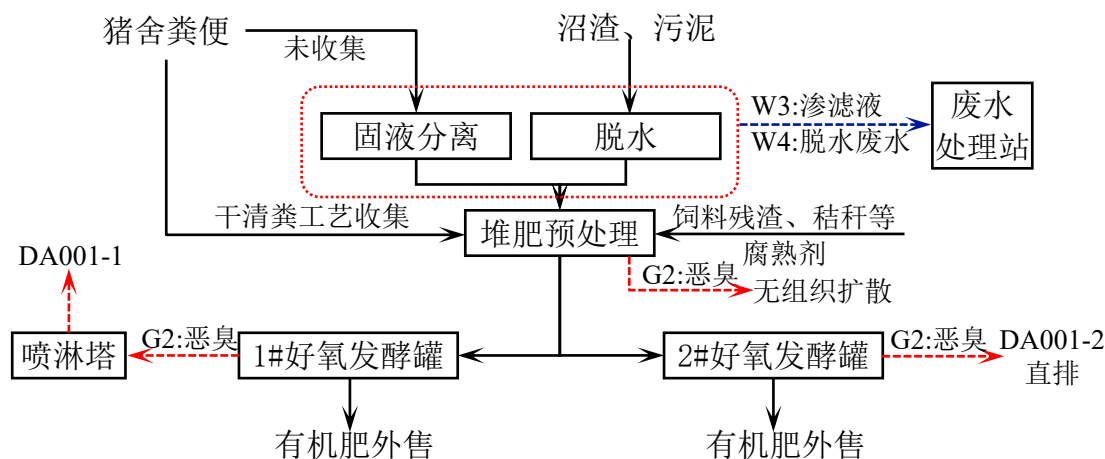 猪舍粪便
未收集
沼渣、污泥
固液分离
脱水
W3:渗滤液
W4:脱水废水
废水
处理站
干清粪工艺收集
堆肥预处理
饲料残渣、秸秆等
腐熟剂
G2:恶臭
无组织扩散
DA001-1
喷淋塔
G2:恶臭
1#好氧发酵罐
2#好氧发酵罐
G2:恶臭
DA001-2
直排
有机肥外售
有机肥外售